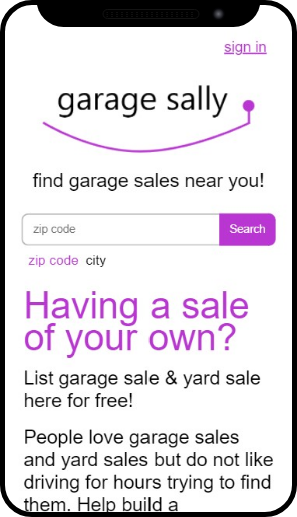 sign in
garage sally
find garage sales near you!
zip code
Search
zip code city
Having a sale
of your own?
List garage sale & yard sale
here for free!
People love garage sales
and yard sales but do not like
driving for hours trying to find
them. Help build a